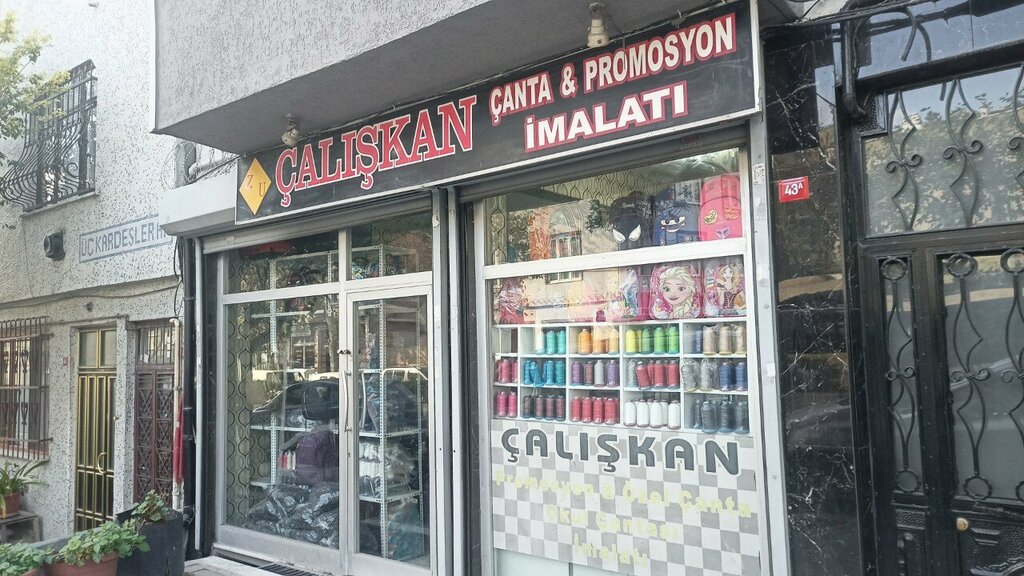 ÇALIŞKAN
ÇANTA & PROMOSYON
İMALATI
Z U
43A
ÜÇKARDEŞLER
ÇALIŞKAN
Promosyon & Özel Çanta
okul Çantası
İmalatı